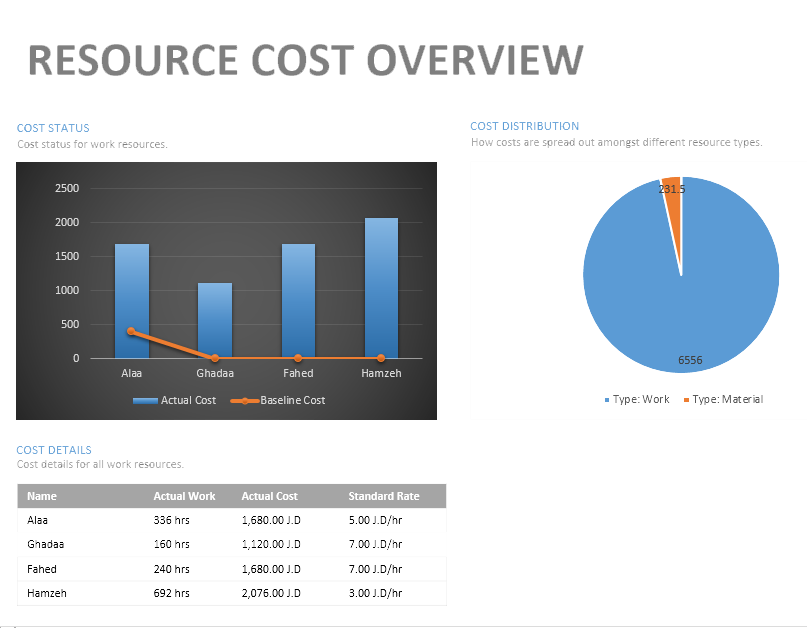 RESOURCE COST OVERVIEW
COST STATUS
Cost status for work resources.
2500
2000
1500
1000
500
0
Alaa Ghadaa Fahed Hamzeh
Actual Cost Baseline Cost
COST DISTRIBUTION
How costs are spread out amongst different resource types.
231.5
6556
Type: Work Type: Material
COST DETAILS
Cost details for all work resources.
Name Actual Work Actual Cost Standard Rate
Alaa 336 hrs 1,680.00 J.D 5.00 J.D/hr
Ghadaa 160 hrs 1,120.00 J.D 7.00 J.D/hr
Fahed 240 hrs 1,680.00 J.D 7.00 J.D/hr
Hamzeh 692 hrs 2,076.00 J.D 3.00 J.D/hr